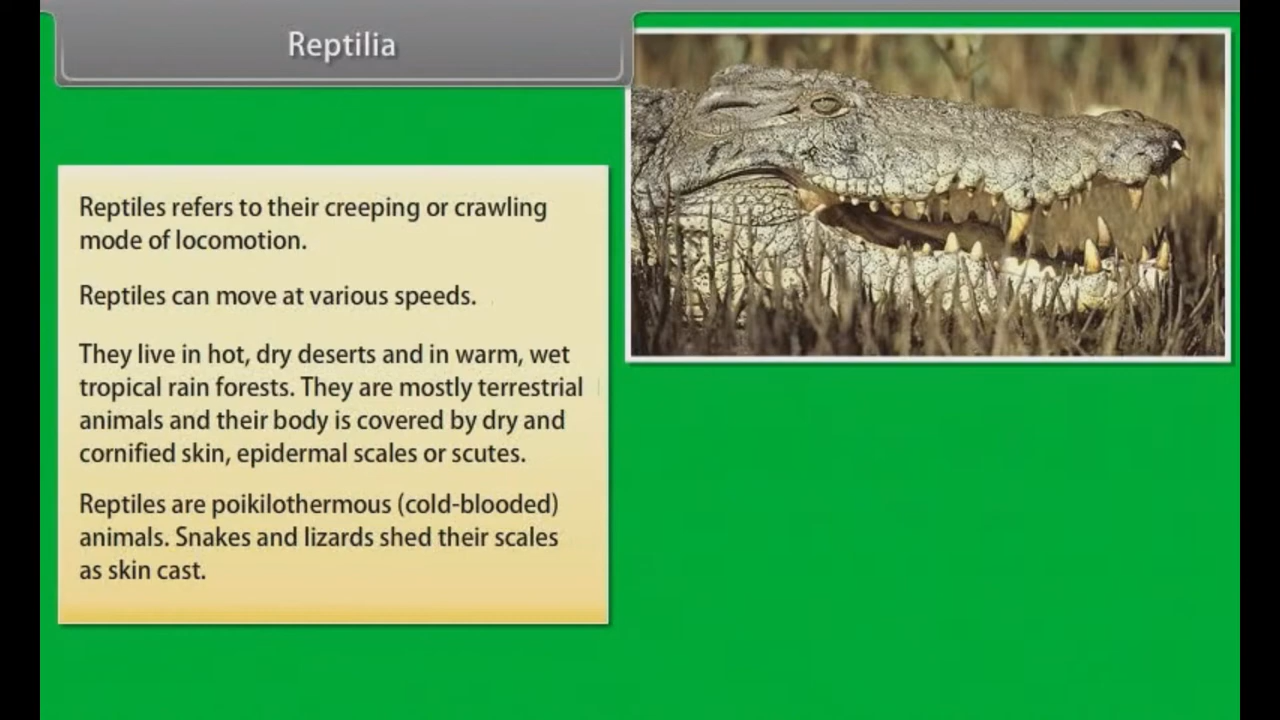 Reptilia
Reptiles refers to their creeping or crawling
mode of locomotion.
Reptiles can move at various speeds.
They live in hot, dry deserts and in warm, wet
tropical rain forests. They are mostly terrestrial
animals and their body is covered by dry and
cornified skin, epidermal scales or scutes.
Reptiles are poikilothermous (cold-blooded)
animals. Snakes and lizards shed their scales
as skin cast.